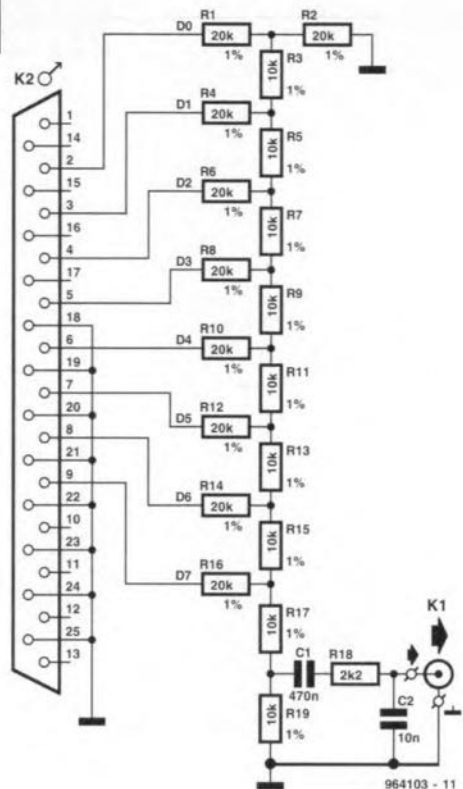 D0 R1 R2
20k 20k
1% 1%
K2
10k R3
1%
D1 R4
20k
1%
10k R5
1%
D2 R6
20k
1%
10k R7
1%
D3 R8
20k
1%
10k R9
1%
D4 R10
20k
1%
10k R11
1%
D5 R12
20k
1%
10k R13
1%
D6 R14
20k
1%
10k R15
1%
D7 R16
20k
1%
10k R17
1%
1
14
2
15
3
16
4
17
5
18
6
19
7
20
8
21
9
22
10
23
11
24
12
25
13
C1 R18 K1
470n 2k2
10k R19
1%
C2
10n
964103 - 11